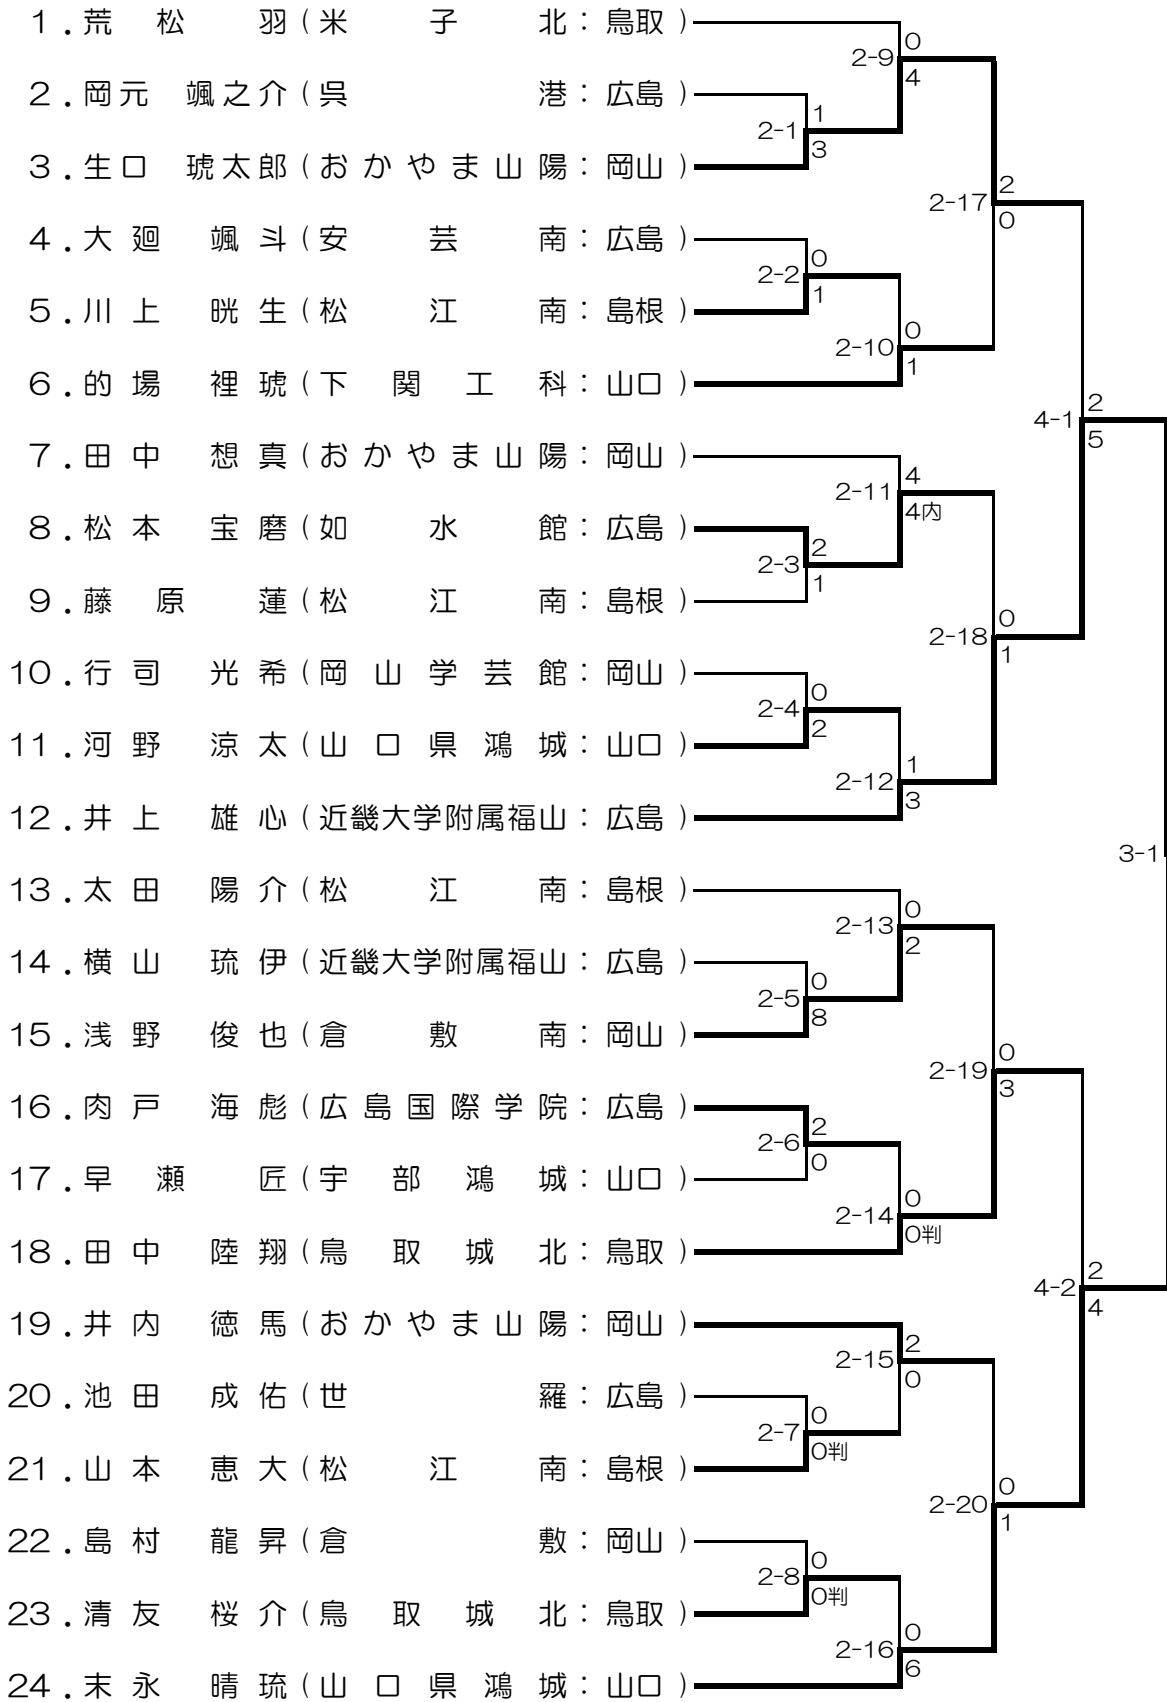 1.荒松羽(米子北:鳥取)
0
2-9
4
2.岡元颯之介(呉港:広島)
1
2-1
3
3.生口琥太郎(おかやま山陽:岡山)
2
2-17
0
4.大廻颯斗(安芸南:広島)
0
2-2
1
5.川上晄生(松江南:島根)
0
2-10
1
6.的場裡琥(下関工科:山口)
2
4-1
5
7.田中想真(おかやま山陽:岡山)
4
2-11
4内
8.松本宝磨(如水館:広島)
2
2-3
1
9.藤原蓮(松江南:島根)
0
2-18
1
10.行司光希(岡山学芸館:岡山)
0
2-4
2
11.河野涼太(山口県鴻城:山口)
1
2-12
3
12.井上雄心(近畿大学附属福山:広島)
3-1
13.太田陽介(松江南:島根)
0
2-13
2
14.横山琉伊(近畿大学附属福山:広島)
0
2-5
8
15.浅野俊也(倉敷南:岡山)
0
2-19
3
16.肉戸海彪(広島国際学院:広島)
2
2-6
0
17.早瀬匠(宇部鴻城:山口)
0
2-14
0判
18.田中陸翔(鳥取城北:鳥取)
2
4-2
4
19.井内徳馬(おかやま山陽:岡山)
2
2-15
0
20.池田成佑(世羅:広島)
0
2-7
0判
21.山本恵大(松江南:島根)
0
2-20
1
22.島村龍昇(倉敷:岡山)
0
2-8
0判
23.清友桜介(鳥取城北:鳥取)
0
2-16
6
24.末永晴琉(山口県鴻城:山口)